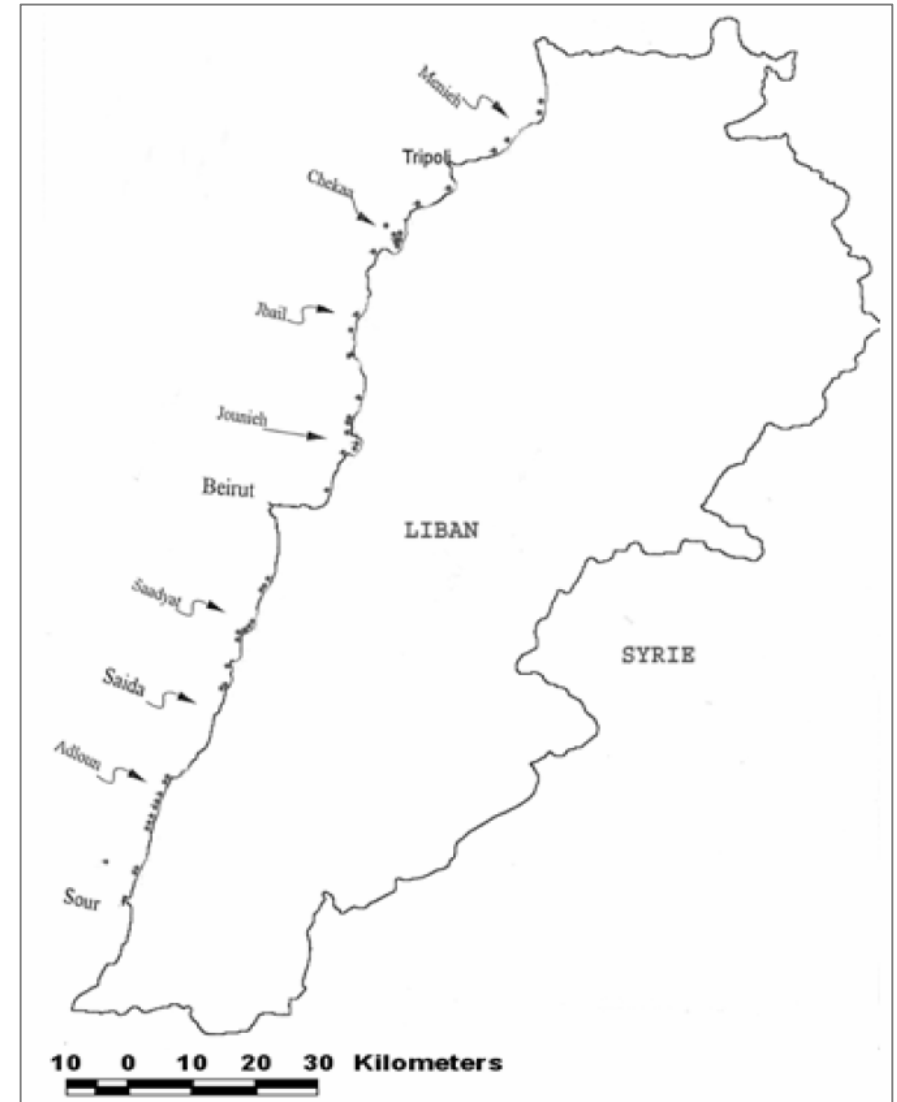 Menieh
Tripoli
Chekaa
Jbail
Jounieh
Beirut
LIBAN
Saadyat
SYRIE
Saida
Adloun
Sour
10 0 10 20 30 Kilometers